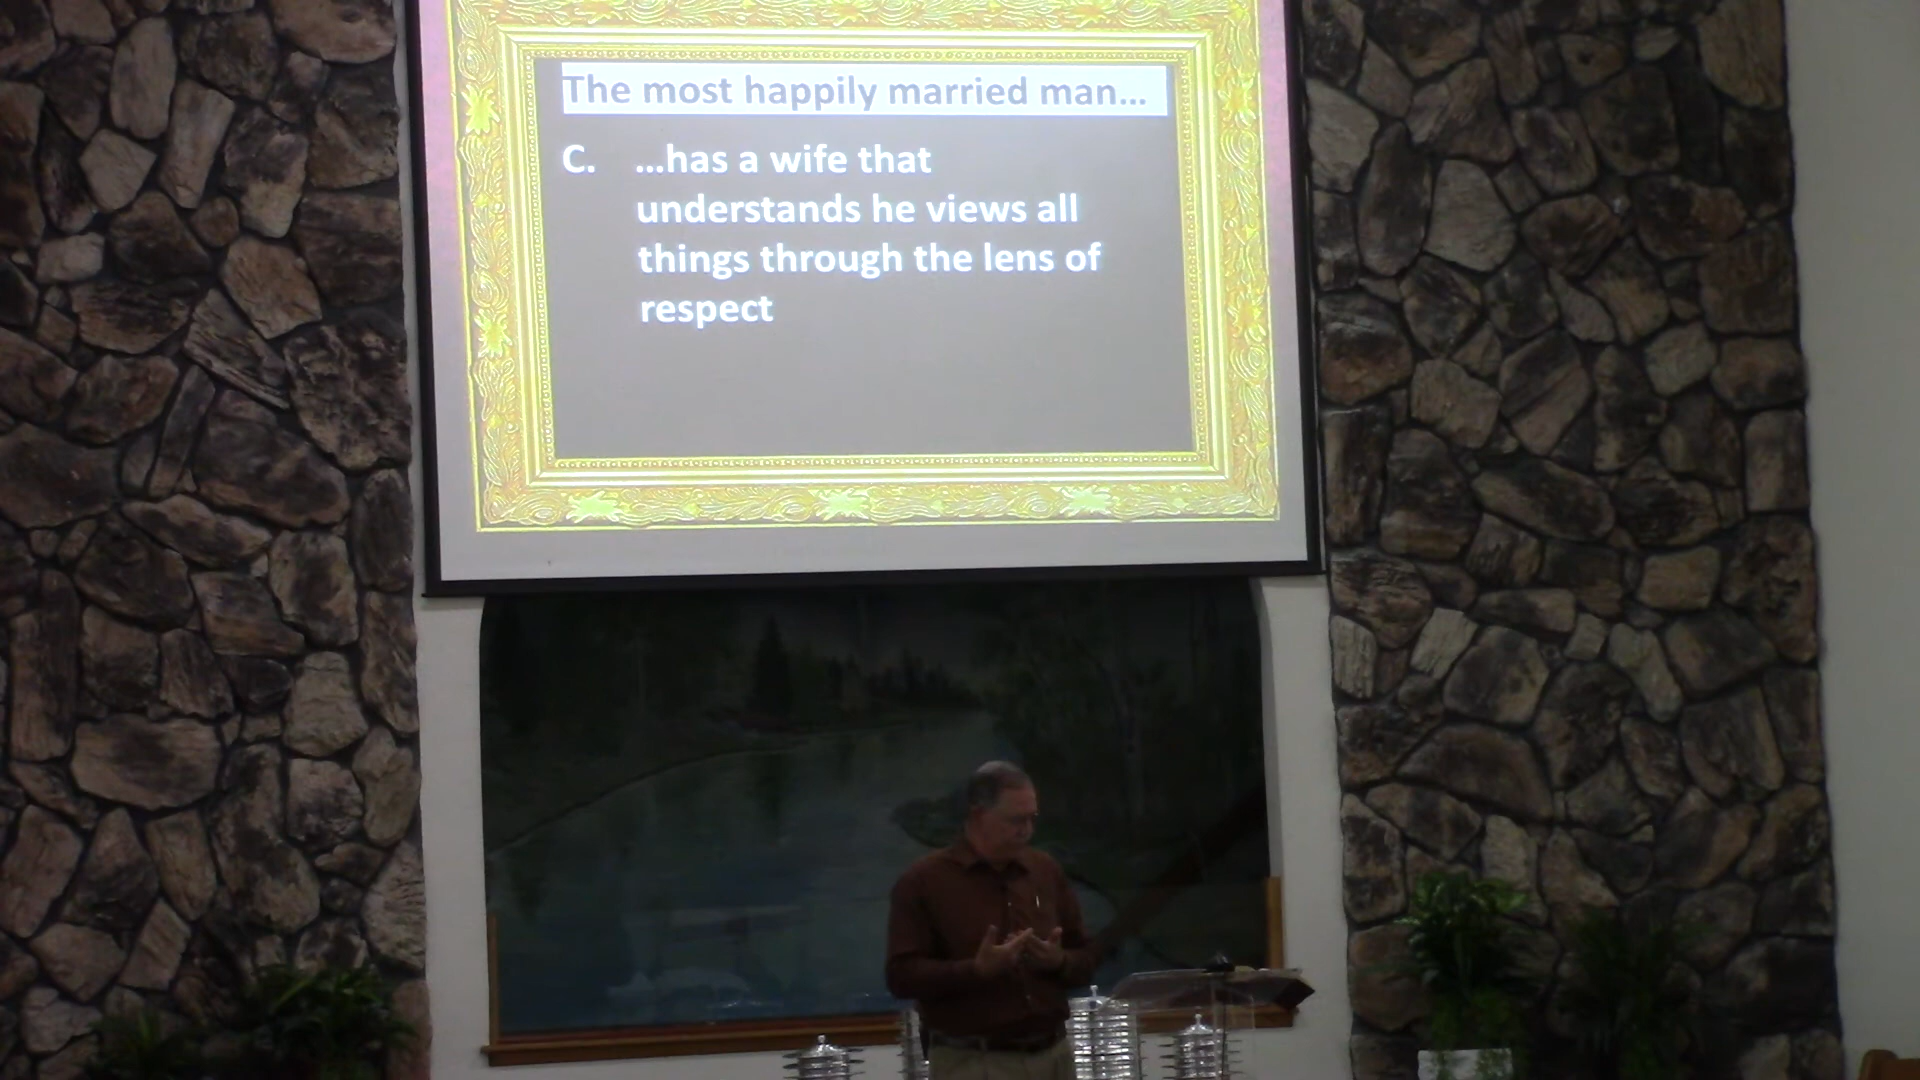 The most happily married man...
C. ...has a wife that
understands he views all
things through the lens of
respect